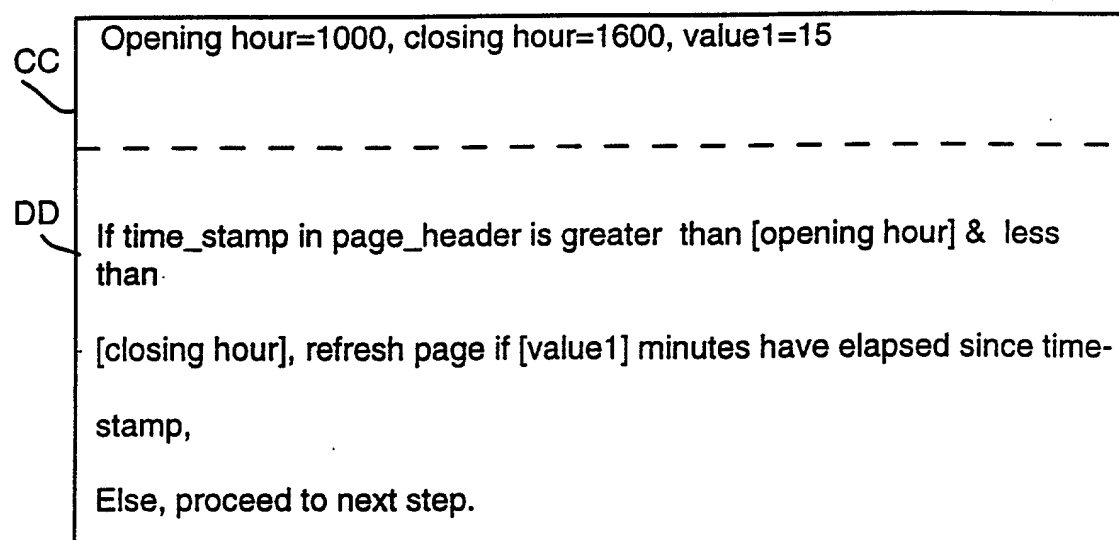 Opening hour=1000, closing hour=1600, value1=15
CC
DD
If time_stamp in page_header is greater than [opening hour] & less
than
[closing hour], refresh page if [value1] minutes have elapsed since time-
stamp,
Else, proceed to next step.